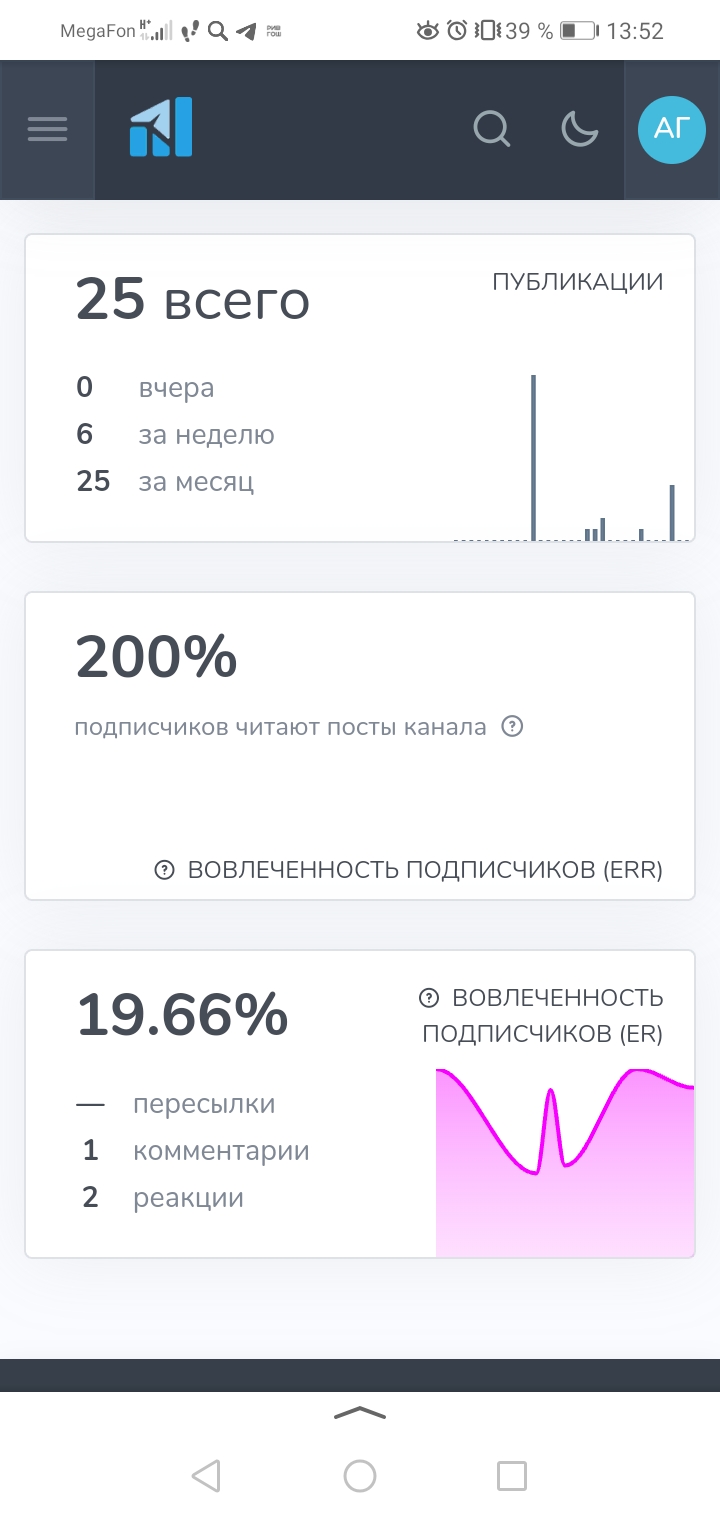 MegaFon H+ 39 % 13:52
АГ
25 всего
ПУБЛИКАЦИИ
0 вчера
6 за неделю
25 за месяц
200%
подписчиков читают посты канала ?
? ВОВЛЕЧЕННОСТЬ ПОДПИСЧИКОВ (ERR)
19.66%
? ВОВЛЕЧЕННОСТЬ
ПОДПИСЧИКОВ (ER)
— пересылки
1 комментарии
2 реакции